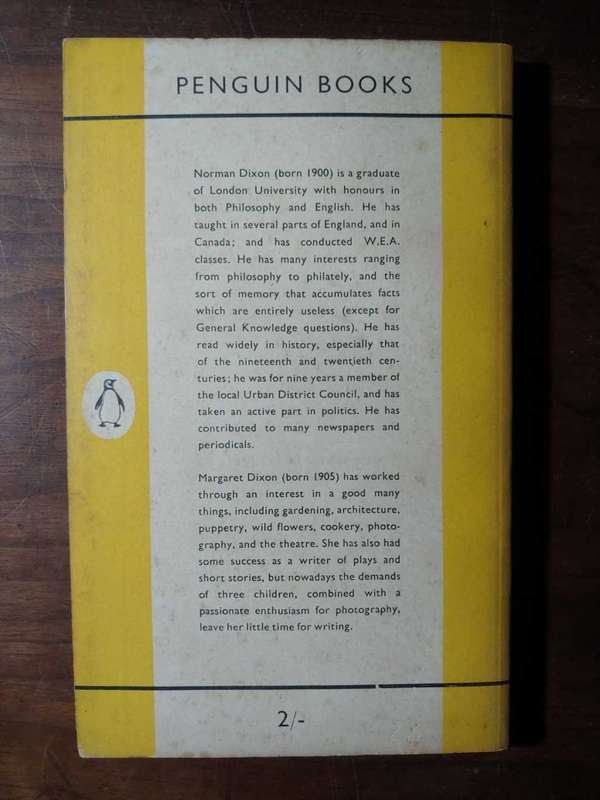 PENGUIN BOOKS
Norman Dixon (born 1900) is a graduate
of London University with honours in
both Philosophy and English. He has
taught in several parts of England, and in
Canada; and has conducted W.E.A.
classes. He has many interests ranging
from philosophy to philately, and the
sort of memory that accumulates facts
which are entirely useless (except for
General Knowledge questions). He has
read widely in history, especially that
of the nineteenth and twentieth cen-
turies; he was for nine years a member of
the local Urban District Council, and has
taken an active part in politics. He has
contributed to many newspapers and
periodicals.
Margaret Dixon (born 1905) has worked
through an interest in a good many
things, including gardening, architecture,
puppetry, wild flowers, cookery, photo-
graphy, and the theatre. She has also had
some success as a writer of plays and
short stories, but nowadays the demands
of three children, combined with a
passionate enthusiasm for photography,
leave her little time for writing.
2/-